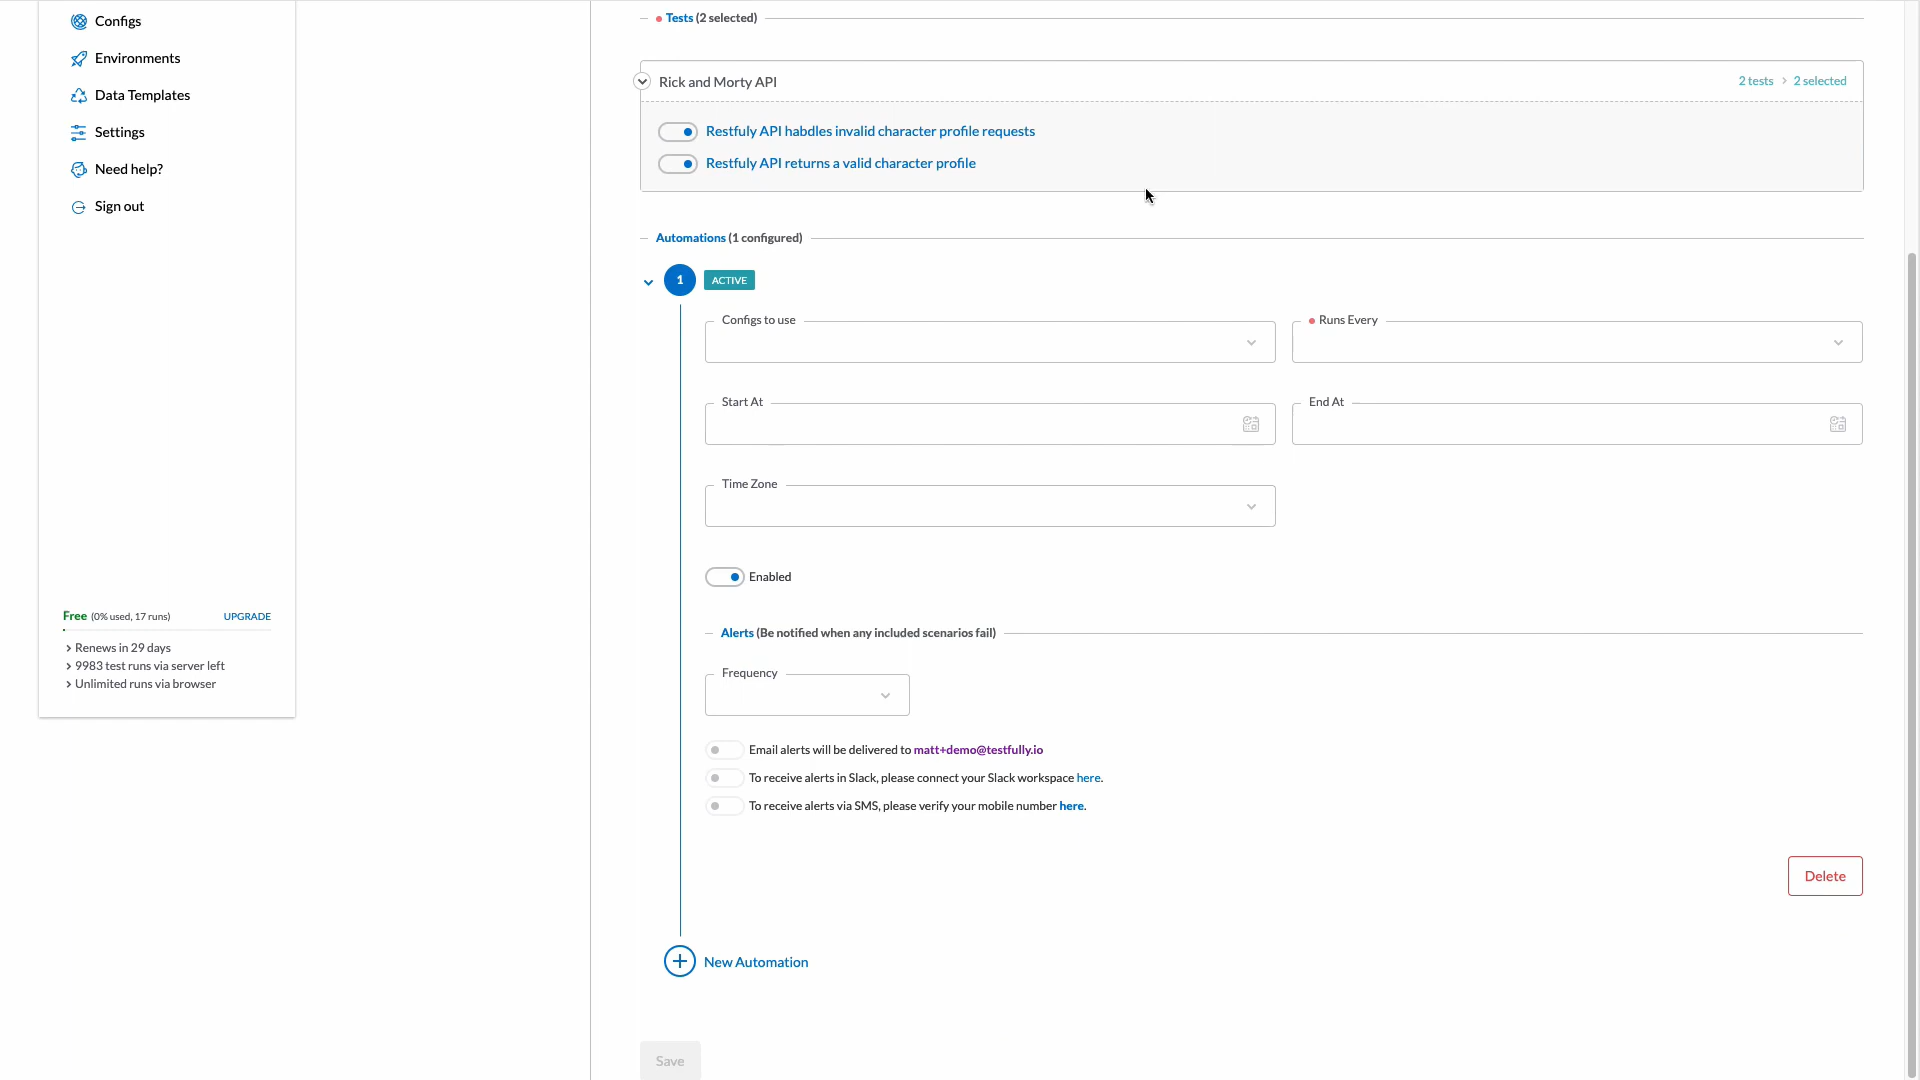 Configs
Environments
Data Templates
Settings
Need help?
Sign out
Free (0% used, 17 runs) UPGRADE
Renews in 29 days
9983 test runs via server left
Unlimited runs via browser
Tests (2 selected)
Rick and Morty API
2 tests > 2 selected
Restfuly API habdles invalid character profile requests
Restfuly API returns a valid character profile
Automations (1 configured)
1 ACTIVE
Configs to use
Runs Every
Start At
End At
Time Zone
Enabled
Alerts (Be notified when any included scenarios fail)
Frequency
Email alerts will be delivered to matt+demo@testfully.io
To receive alerts in Slack, please connect your Slack workspace here.
To receive alerts via SMS, please verify your mobile number here.
Delete
New Automation
Save